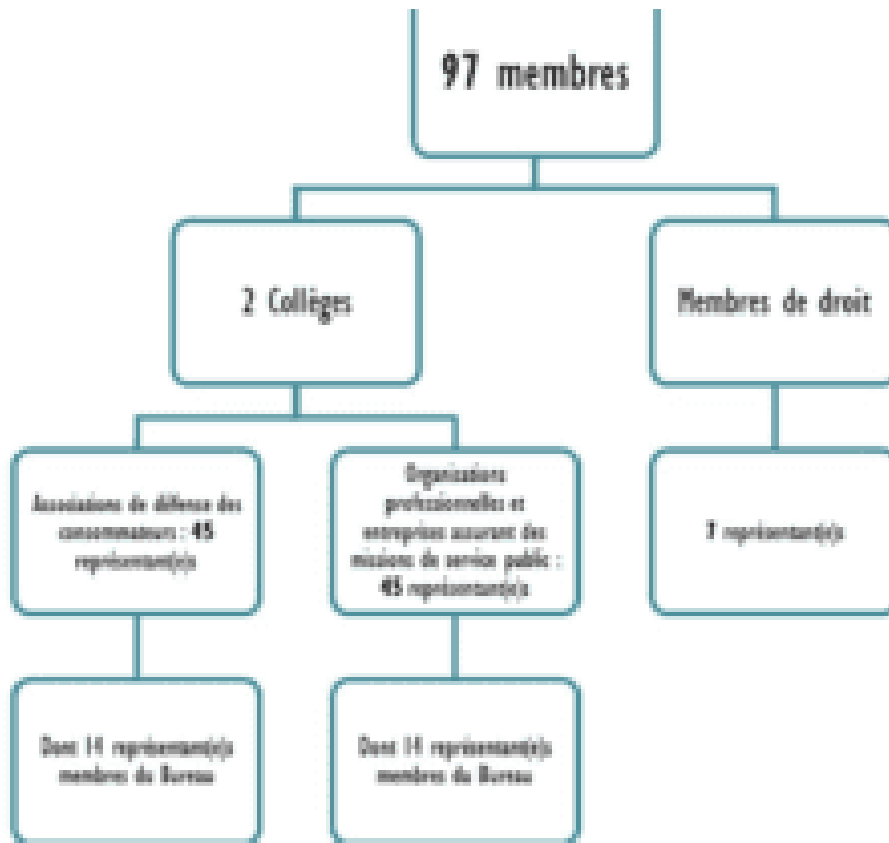 97 membres
2 Collèges
Membres de droit
Associations de défense des
consommateurs : 45
représentant(e)s
Organisations
professionnelles et
entreprises assurant des
missions de service public :
45 représentant(e)s
7 représentant(e)s
Dont 14 représentant(e)s
membres du Bureau
Dont 14 représentant(e)s
membres du Bureau